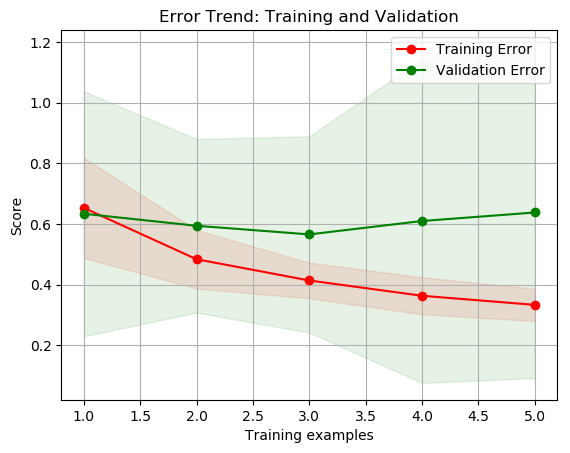 Error Trend: Training and Validation
Training Error
Validation Error
1.2
1.0
0.8
0.6
0.4
0.2
Score
1.0 1.5 2.0 2.5 3.0 3.5 4.0 4.5 5.0
Training examples